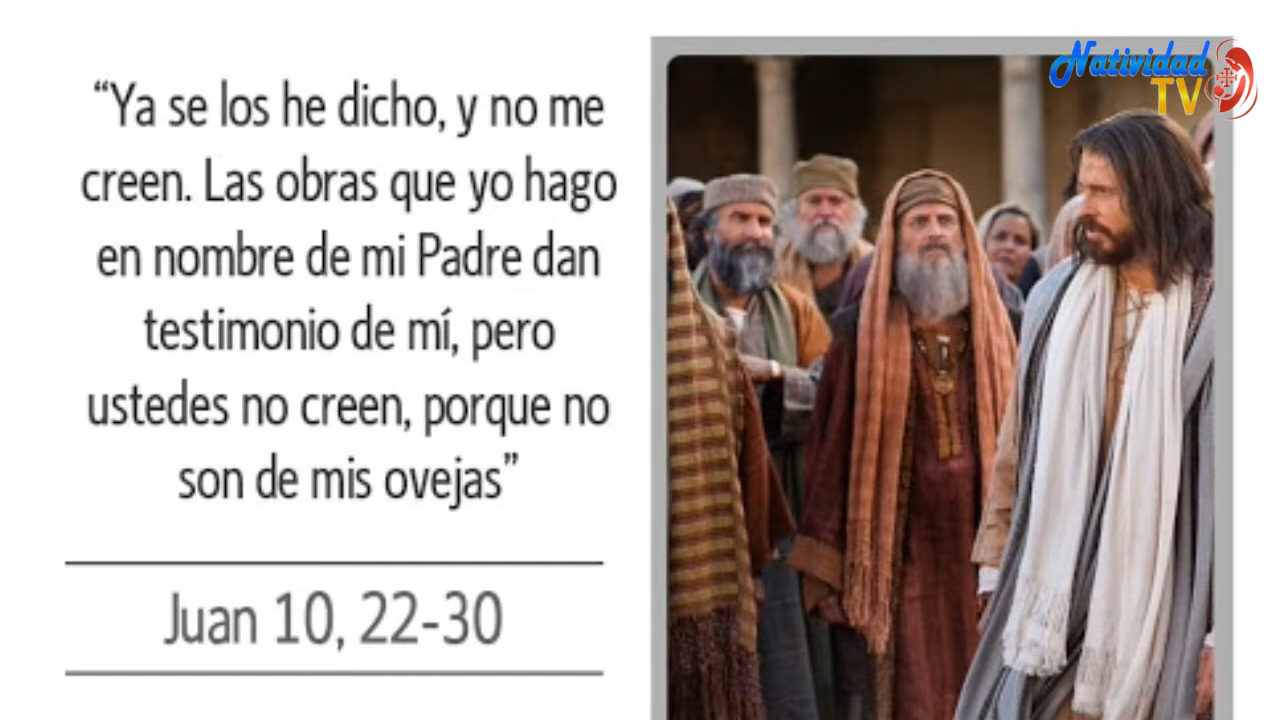 “Ya se los he dicho, y no me
creen. Las obras que yo hago
en nombre de mi Padre dan
testimonio de mí, pero
ustedes no creen, porque no
son de mis ovejas”
Juan 10, 22-30
Natividad
TV